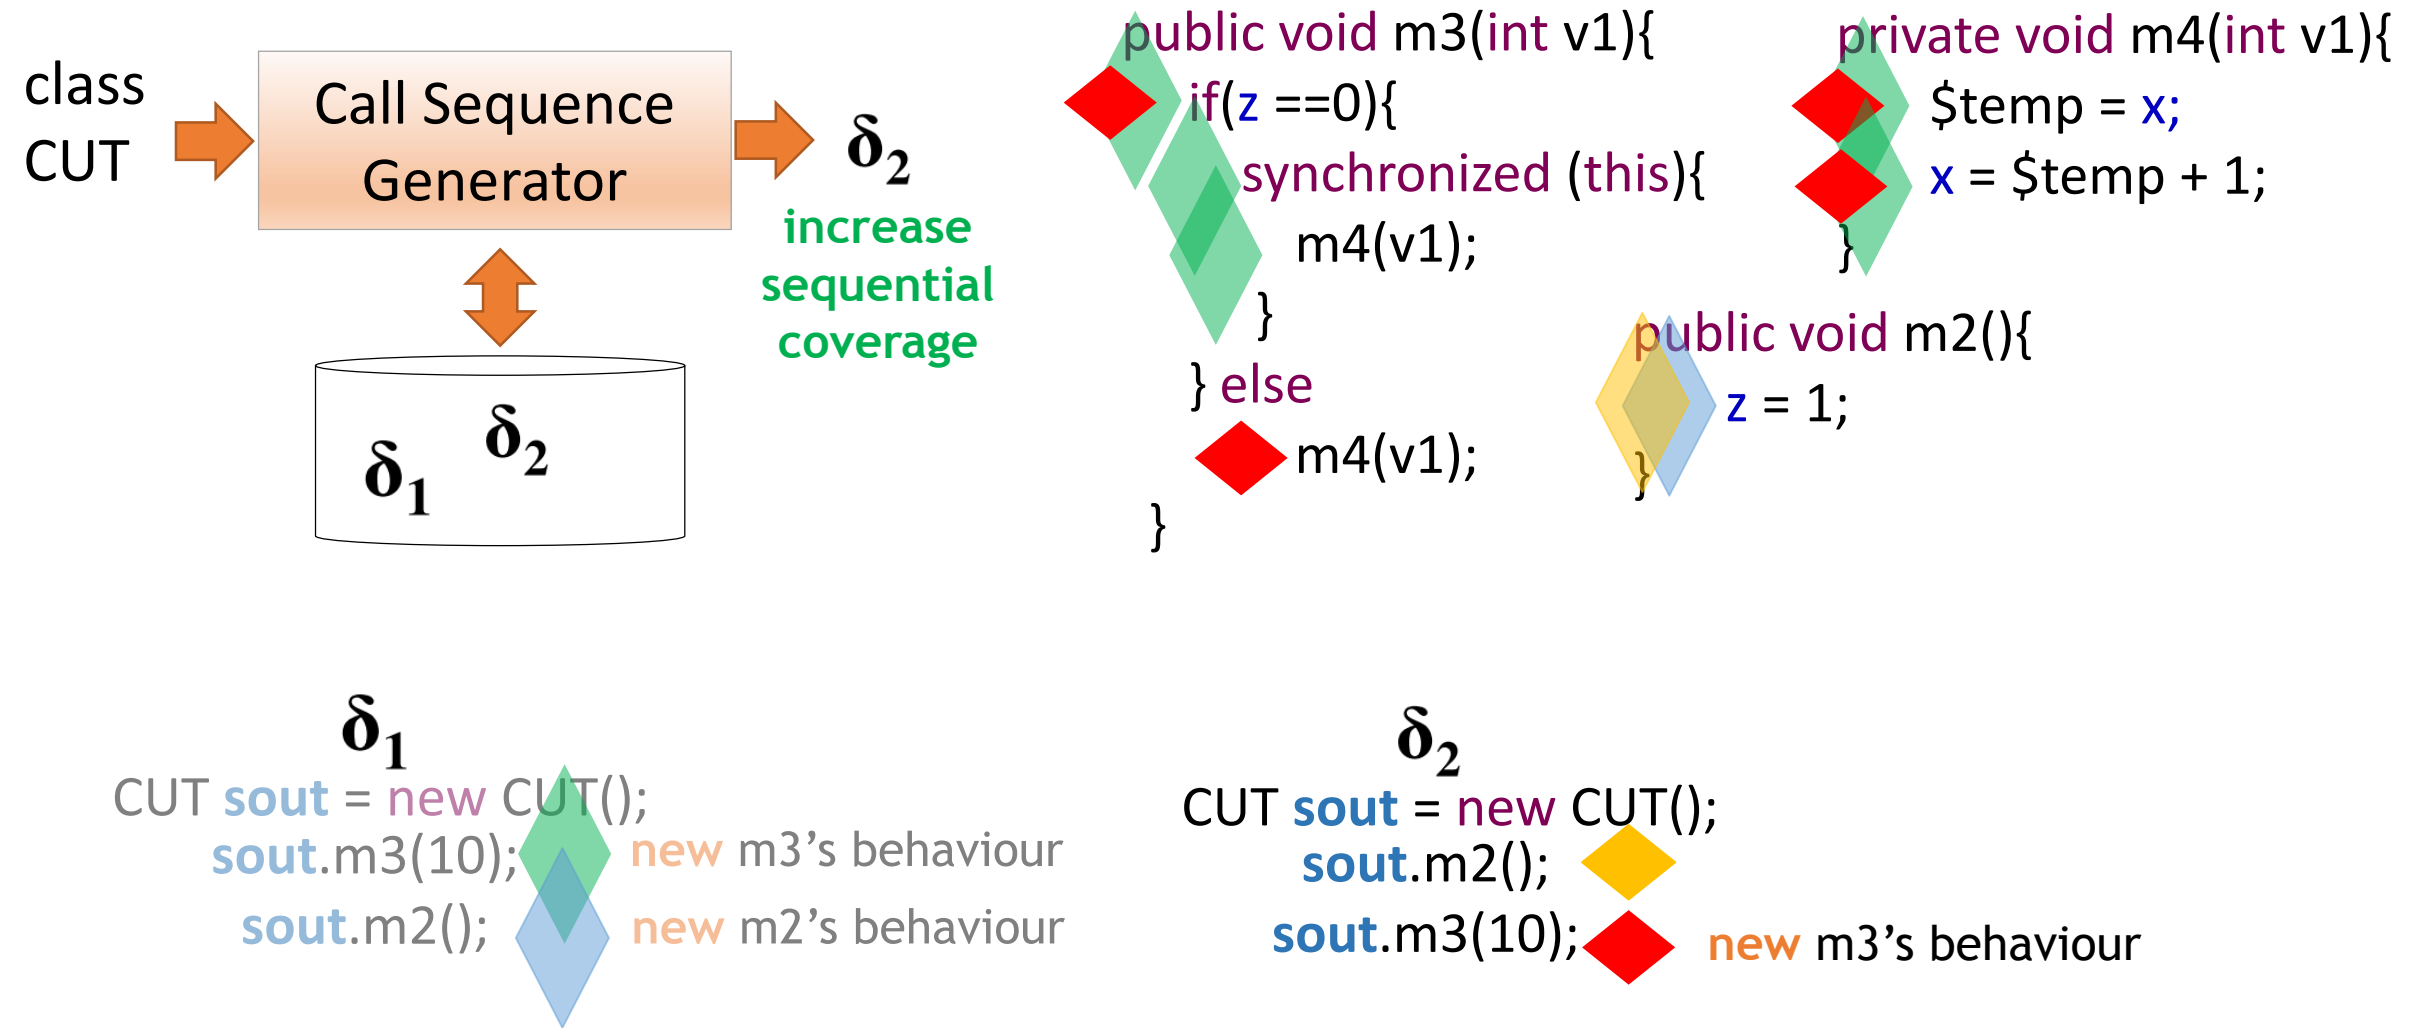 class
CUT
Call Sequence
Generator
δ2
increase
sequential
coverage
δ1
δ2
public void m3(int v1){
if(z ==0){
synchronized (this){
m4(v1);
}
} else
m4(v1);
}
private void m4(int v1){
$temp = x;
x = $temp + 1;
}
public void m2(){
z = 1;
}
δ1
CUT sout = new CUT();
sout.m3(10); new m3’s behaviour
sout.m2(); new m2’s behaviour
δ2
CUT sout = new CUT();
sout.m2();
sout.m3(10); new m3’s behaviour